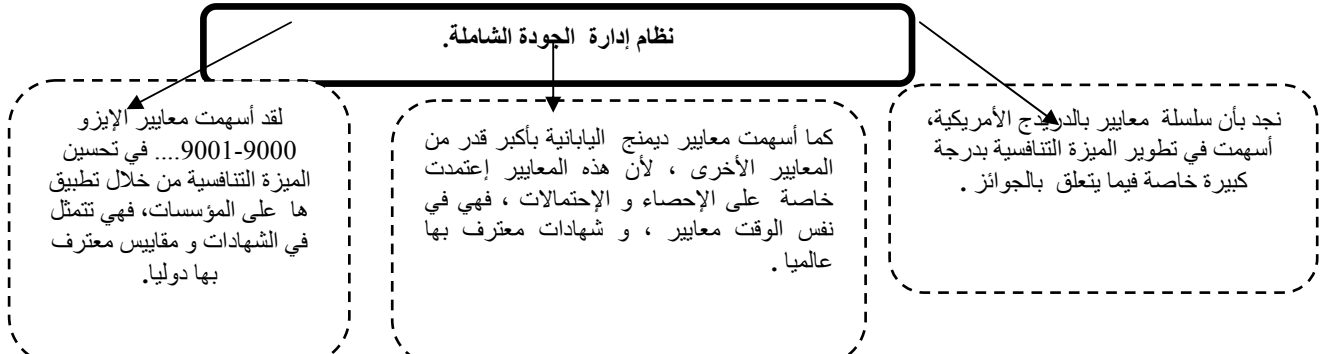 نظام إدارة الجودة الشاملة.
نجد بأن سلسلة معايير بالدريدج الأمريكية،
أسهمت في تطوير الميزة التنافسية بدرجة
كبيرة خاصة فيما يتعلق بالجوائز .
كما أسهمت معايير ديمنج اليابانية بأكبر قدر من
المعايير الأخرى ، لأن هذه المعايير إعتمدت
خاصة على الإحصاء و الإحتمالات ، فهي في
نفس الوقت معايير ، و شهادات معترف بها
عالميا .
لقد أسهمت معايير الإيزو
9000-9001.... في تحسين
الميزة التنافسية من خلال تطبيق
ها على المؤسسات، فهي تتمثل
في الشهادات و مقاييس معترف
بها دوليا.